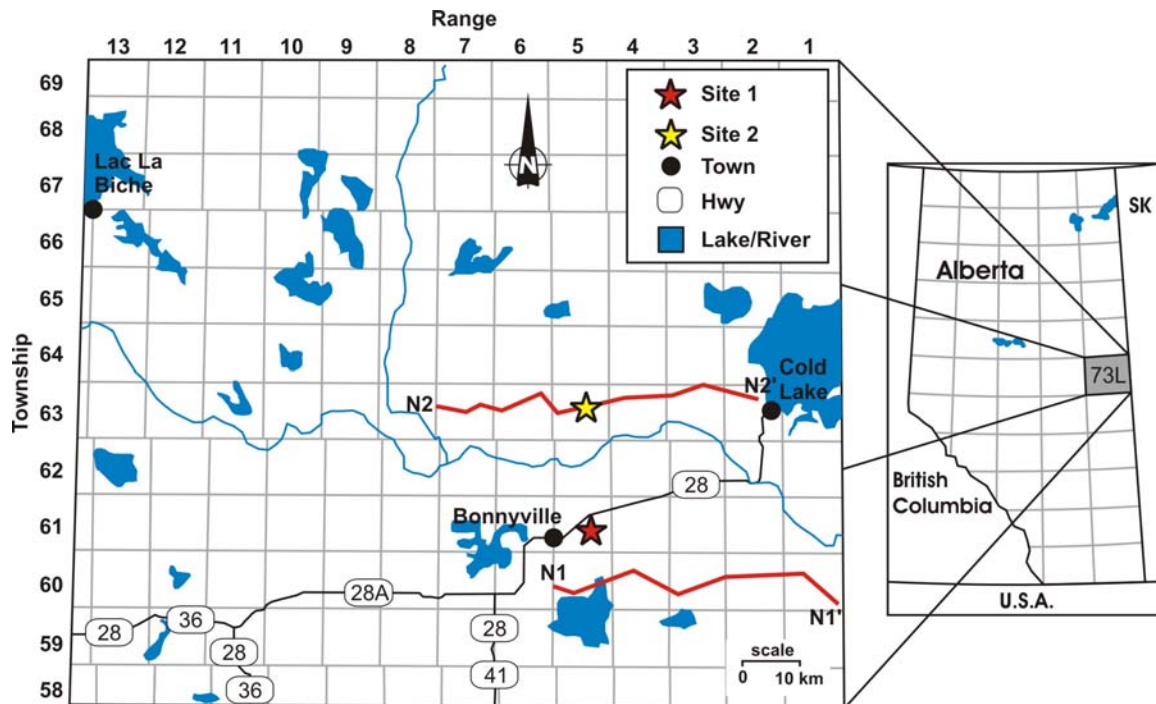 Range
13 12 11 10 9 8 7 6 5 4 3 2 1
Township
69
68
67
66
65
64
63
62
61
60
59
58
Site 1
Site 2
Town
Hwy
Lake/River
N
Lac La
Biche
Cold
Lake
N2
N2'
Bonnyville
28
N1
N1'
28A
28
36
28
36
28
41
scale
0 10 km
SK
Alberta
73L
British
Columbia
U.S.A.